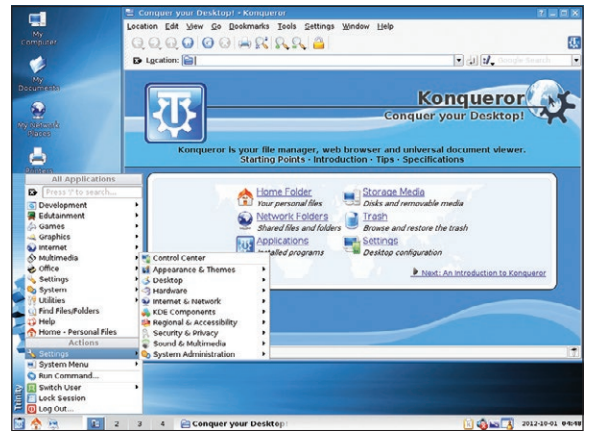 My
Computer
My
Documents
My Network
Places
Printers
Conquer your Desktop! - Konqueror
Location Edit View Go Bookmarks Tools Settings Window Help
Location:
Google Search
Konqueror
Conquer your Desktop!
Konqueror is your file manager, web browser and universal document viewer.
Starting Points - Introduction - Tips - Specifications
Home Folder
Your personal files
Storage Media
Disks and removable media
Network Folders
Shared files and folders
Trash
Browse and restore the trash
Applications
Installed programs
Settings
Desktop configuration
Next: An Introduction to Konqueror
All Applications
Press '/' to search...
Development
Edutainment
Games
Graphics
Internet
Multimedia
Office
Settings
System
Utilities
Find Files/Folders
Help
Home - Personal Files
Actions
Settings
System Menu
Run Command...
Switch User
Lock Session
Log Out...
Control Center
Appearance & Themes
Desktop
Hardware
Internet & Network
KDE Components
Regional & Accessibility
Security & Privacy
Sound & Multimedia
System Administration
Trinity
2 3 4 Conquer your Desktop
2012-10-01 04:48